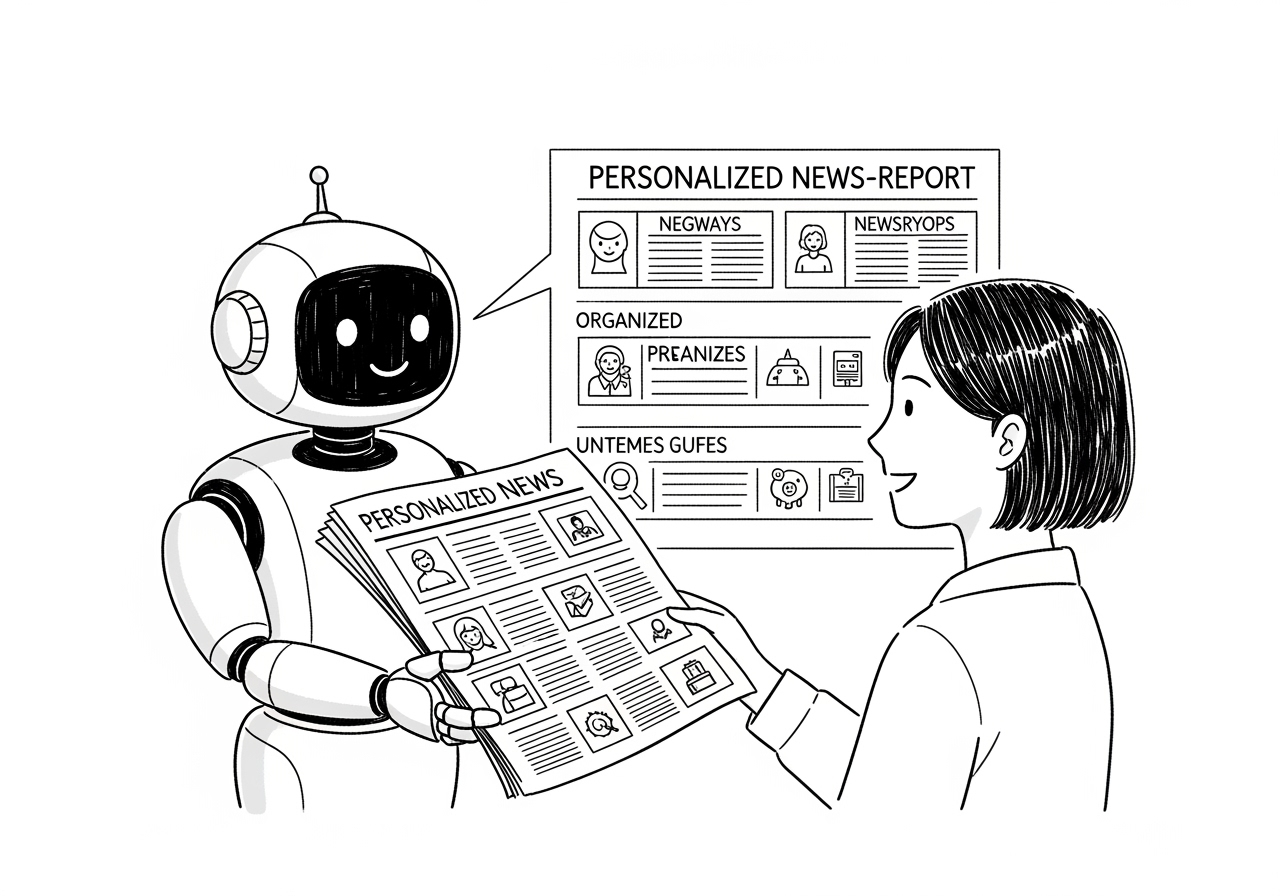 PERSONALIZED NEWS-REPORT
NEGWAYS
NEWSRYOPS
ORGANIZED
PREANIZES
UNTEMES GUFES
PERSONALIZED NEWS